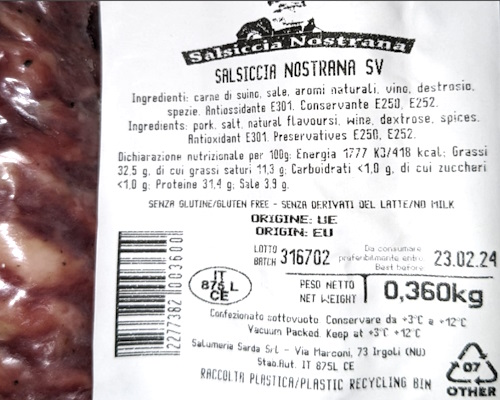 Salsiccia Nostrana
SALSICCIA NOSTRANA SV
Ingredienti: carne di suino, sale, aromi naturali, vino, destrosio,
spezie. Antiossidante E301. Conservante E250, E252.
Ingredients: pork, salt, natural flavoursi, wine, dextrose, spices.
Antioxidant E301. Preservatives E250, E252.
Dichiarazione nutrizionale per 100g: Energia 1777 KJ/418 kcal; Grassi
32.5 g, di cui grassi saturi 11,3 g; Carboidrati <1,0 g, di cui zuccheri
<1,0 g; Proteine 31,4 g; Sale 3.9 g.
SENZA GLUTINE/GLUTEN FREE - SENZA DERIVATI DEL LATTE/NO MILK
ORIGINE: UE
ORIGIN: EU
LOTTO
BATCH 316702
Da consumare
preferibilmente entro
Best before
23.02.24
IT
875 L
CE
PESO NETTO
NET WEIGHT
0,360kg
2277382 003600
Confezionato sottovuoto. Conservare da +3°C a +12°C
Vacuum Packed. Keep at +3°C +12°C
Salumeria Sarda SrL - Via Marconi, 73 Irgoli (NU)
Stab.Aut. IT 875L CE
RACCOLTA PLASTICA/PLASTIC RECYCLING BIN
07
OTHER